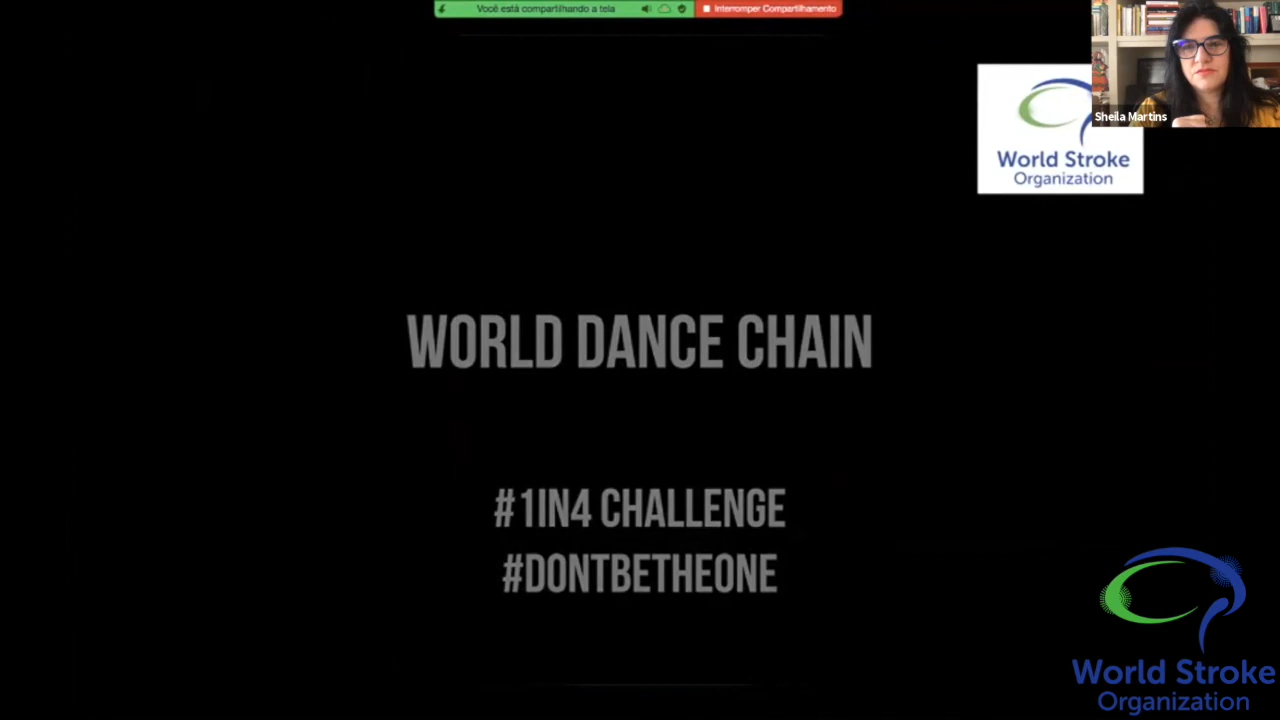 Você está compartilhando a tela
Interromper Compartilhamento
Sheila Martins
World Stroke
Organization
WORLD DANCE CHAIN
#1IN4 CHALLENGE
#DONTBETHEONE
World Stroke
Organization